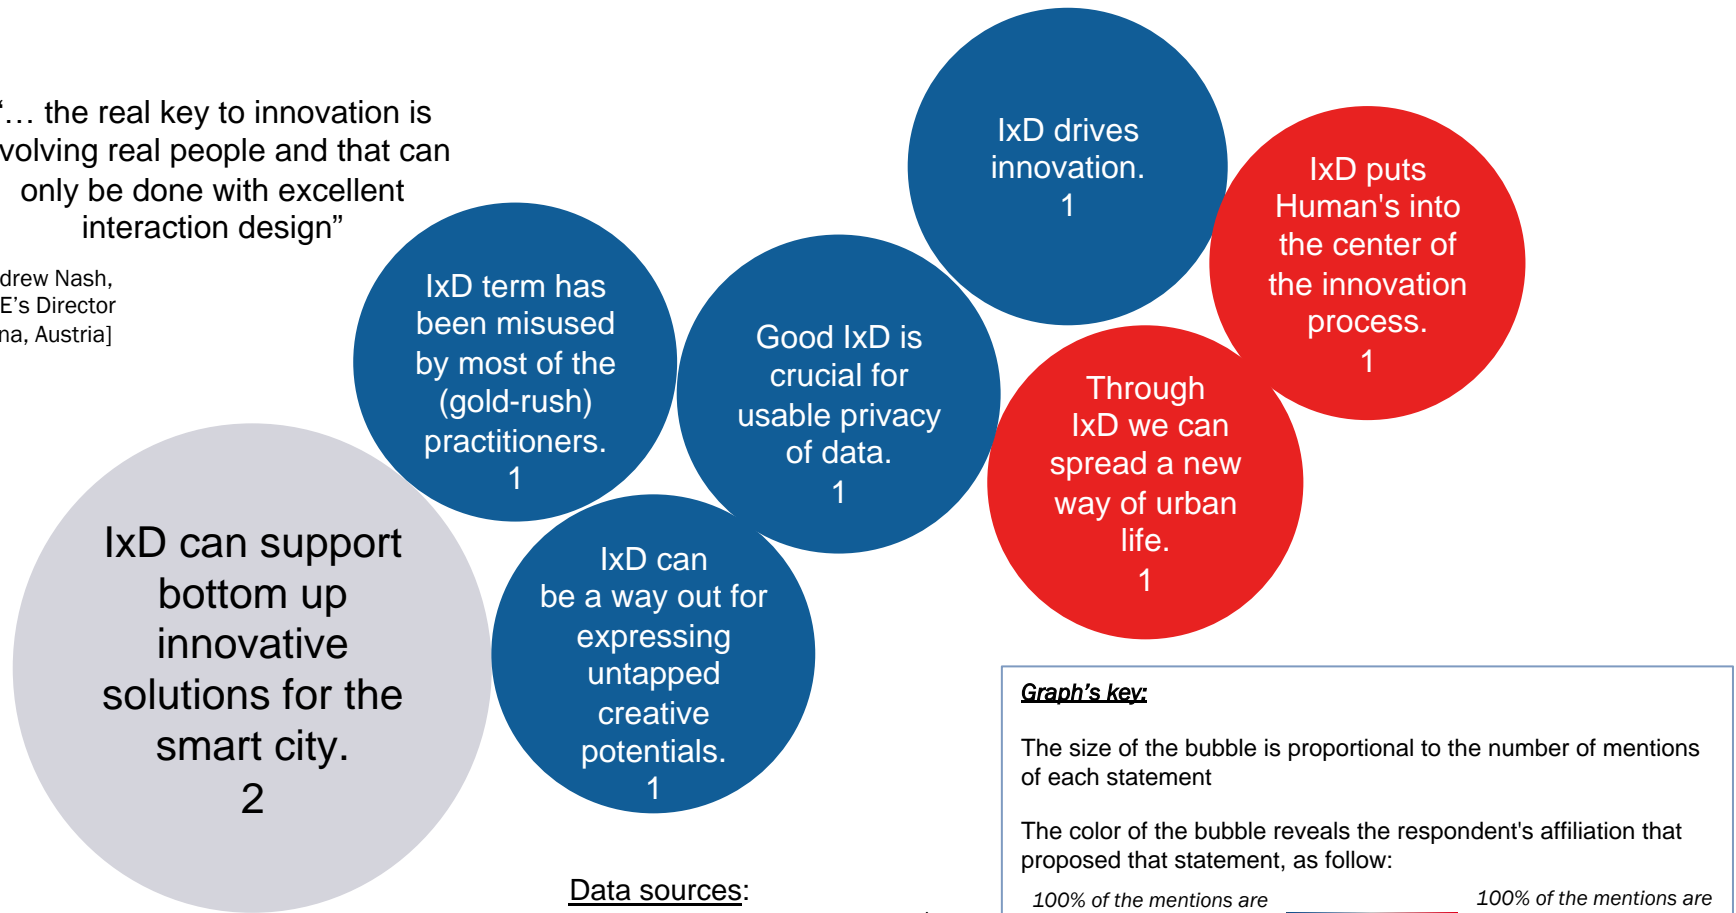 “… the real key to innovation is
volving real people and that can
only be done with excellent
interaction design”
drew Nash,
E’s Director
na, Austria]
IxD drives
innovation.
1
IxD puts
Human's into
the center of
the innovation
process.
1
IxD term has
been misused
by most of the
(gold-rush)
practitioners.
1
Good IxD is
crucial for
usable privacy
of data.
1
Through
IxD we can
spread a new
way of urban
life.
1
IxD can support
bottom up
innovative
solutions for the
smart city.
2
IxD can
be a way out for
expressing
untapped
creative
potentials.
1
Graph’s key:
The size of the bubble is proportional to the number of mentions
of each statement
The color of the bubble reveals the respondent's affiliation that
proposed that statement, as follow:
100% of the mentions are
100% of the mentions are
Data sources: